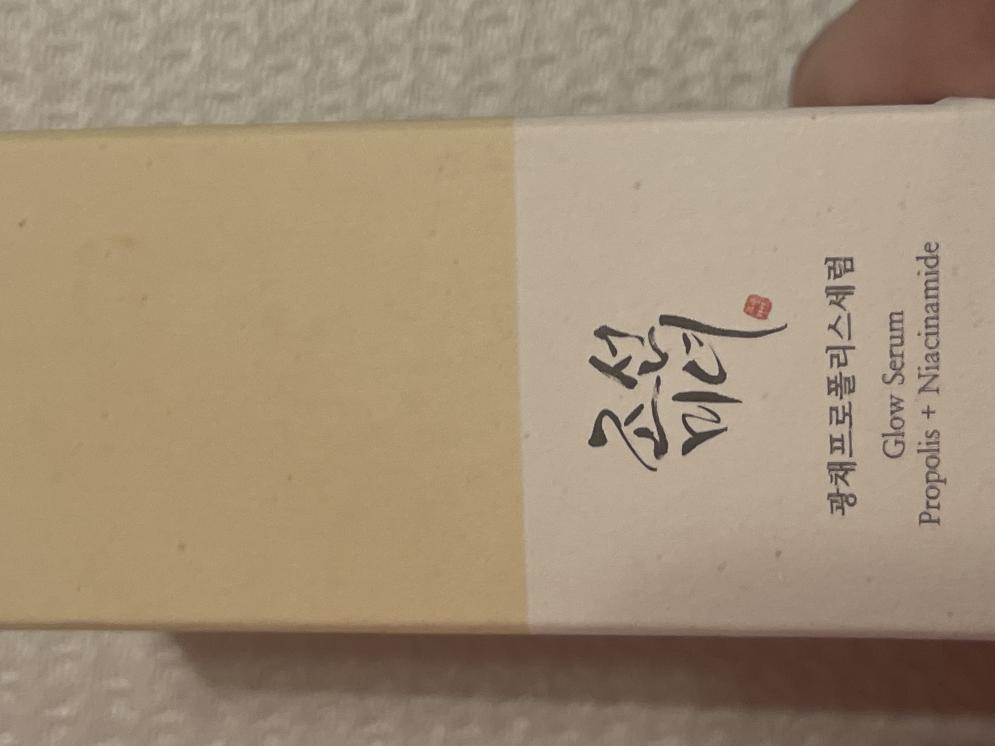 조선
미녀
광채프로폴리스세럼
Glow Serum
Propolis + Niacinamide